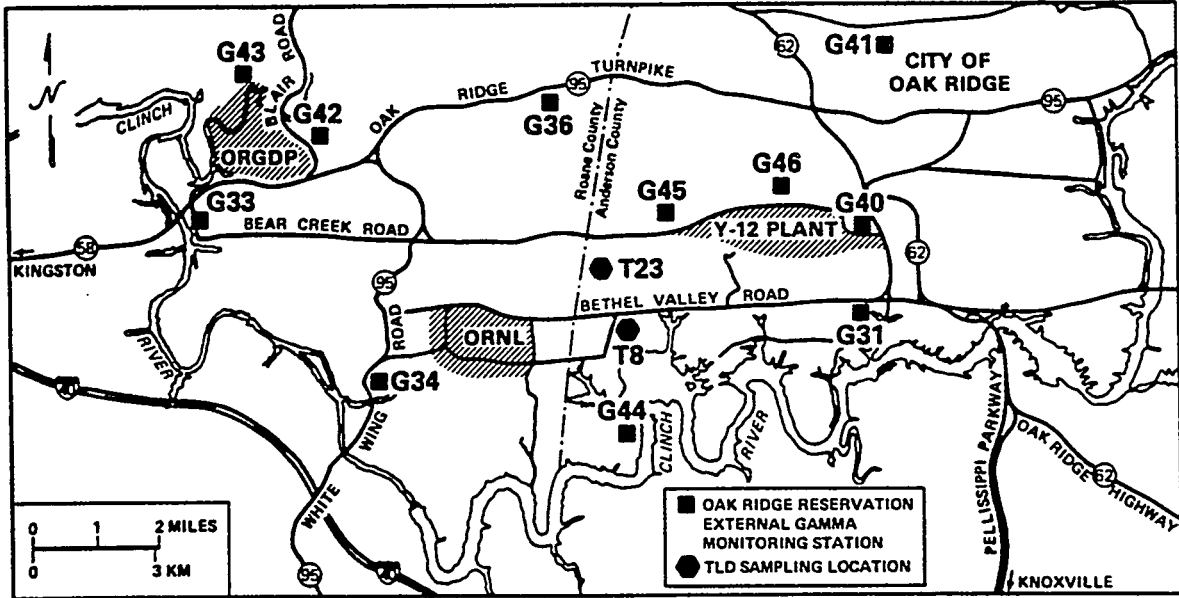 G43
BLAIR ROAD
62
G41
CITY OF
OAK RIDGE
N
CLINCH
G42
OAK
RIDGE
95
TURNPIKE
95
G36
ORGDP
Roane County
Anderson County
G46
G45
G40
G33
BEAR CREEK ROAD
Y-12 PLANT
58
KINGSTON
62
95
T23
BETHEL VALLEY ROAD
RIVER
ROAD
ORNL
T8
G31
G34
WING
G44
CLINCH
RIVER
WHITE
95
PELLISSIPPI PARKWAY
OAK RIDGE
62
HIGHWAY
0 1 2 MILES
0 3 KM
OAK RIDGE RESERVATION
EXTERNAL GAMMA
MONITORING STATION
TLD SAMPLING LOCATION
KNOXVILLE